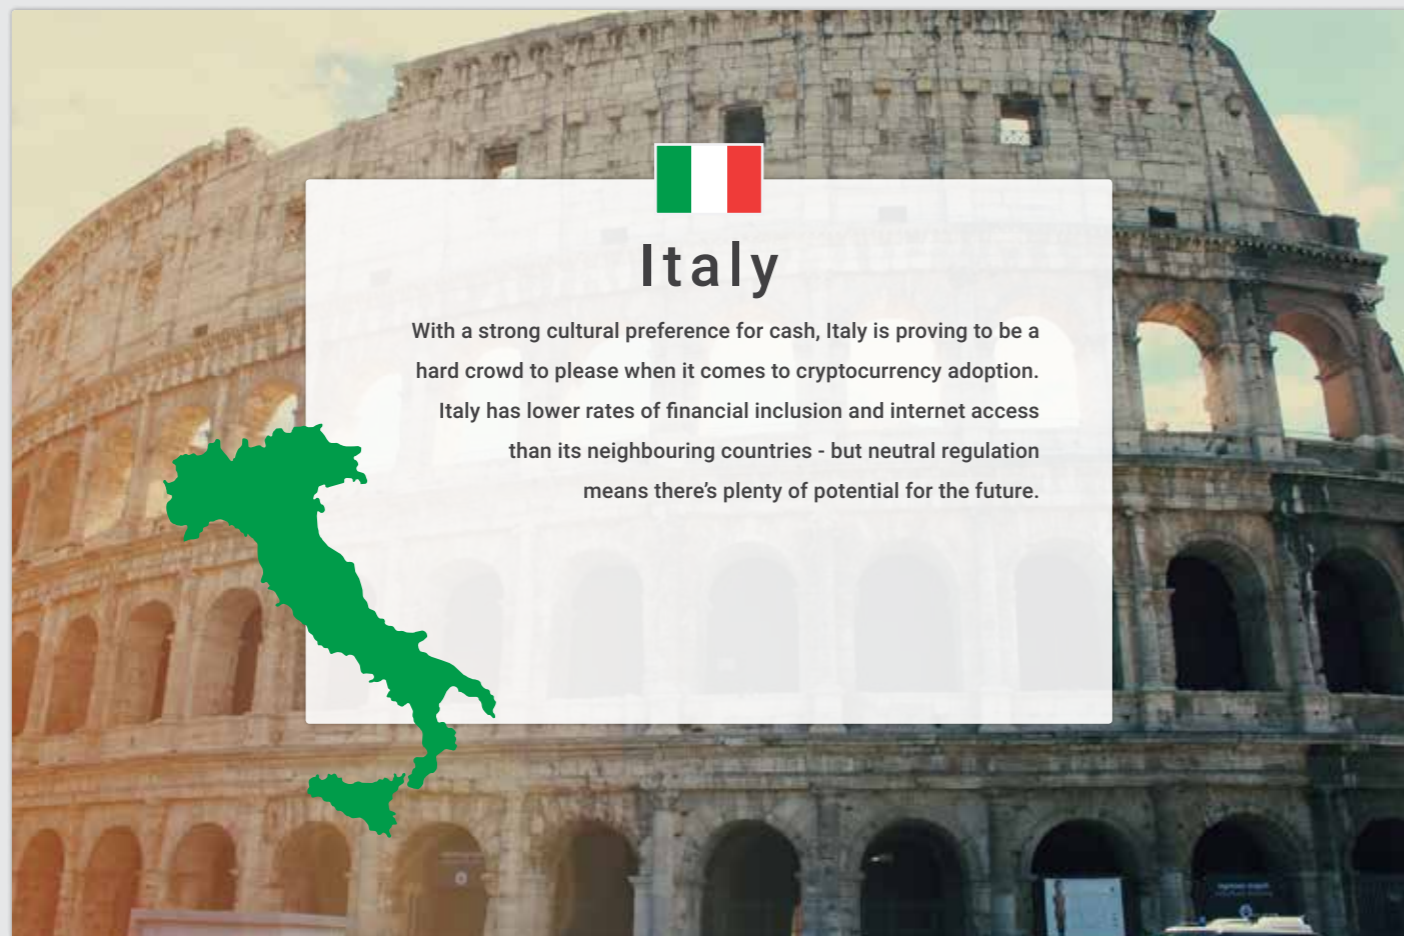 Italy
With a strong cultural preference for cash, Italy is proving to be a
hard crowd to please when it comes to cryptocurrency adoption.
Italy has lower rates of financial inclusion and internet access
than its neighbouring countries - but neutral regulation
means there’s plenty of potential for the future.